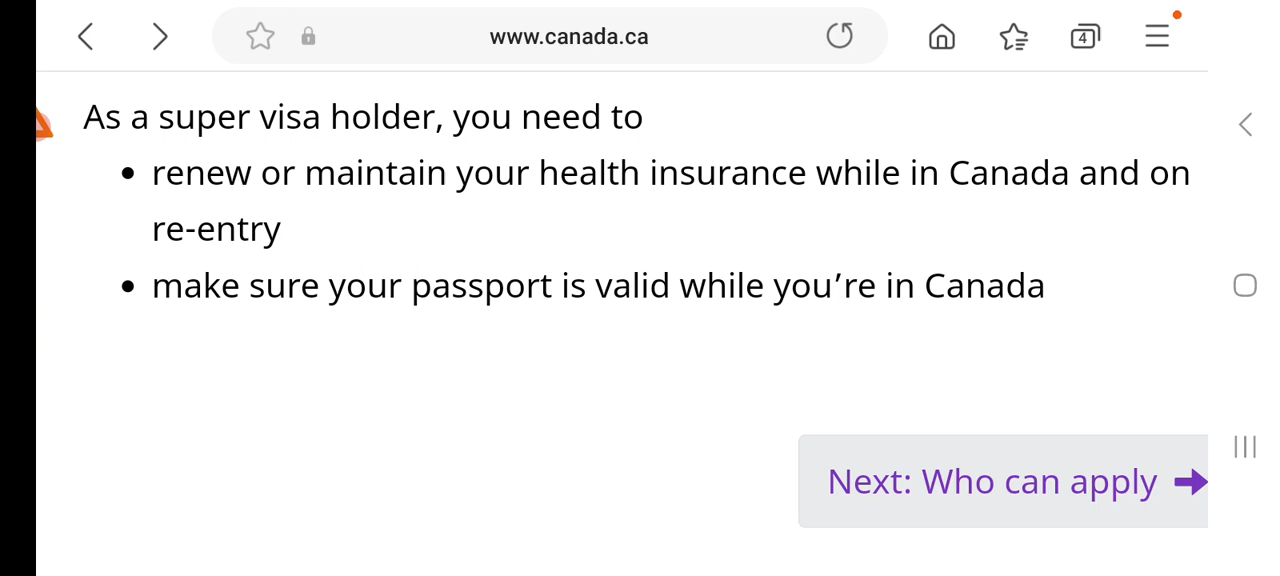 www.canada.ca
4
As a super visa holder, you need to
• renew or maintain your health insurance while in Canada and on
re-entry
• make sure your passport is valid while you’re in Canada
Next: Who can apply